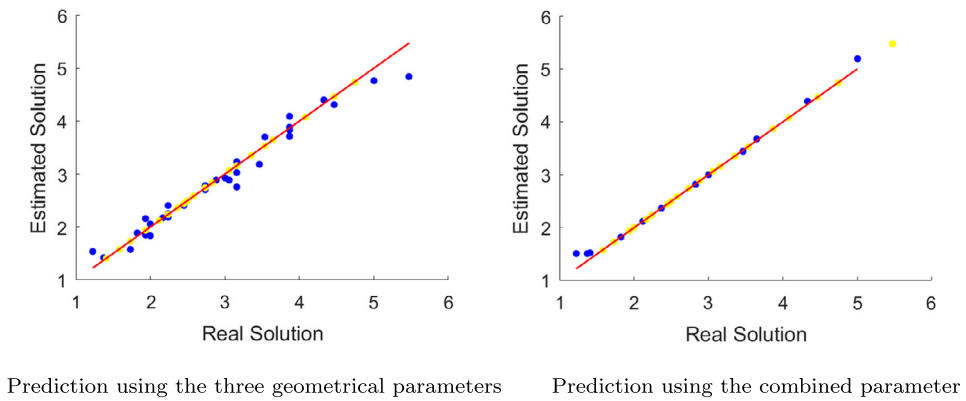 6
5
4
3
2
1
1 2 3 4 5 6
Estimated Solution
Real Solution
Prediction using the three geometrical parameters
6
5
4
3
2
1
1 2 3 4 5 6
Estimated Solution
Real Solution
Prediction using the combined parameter